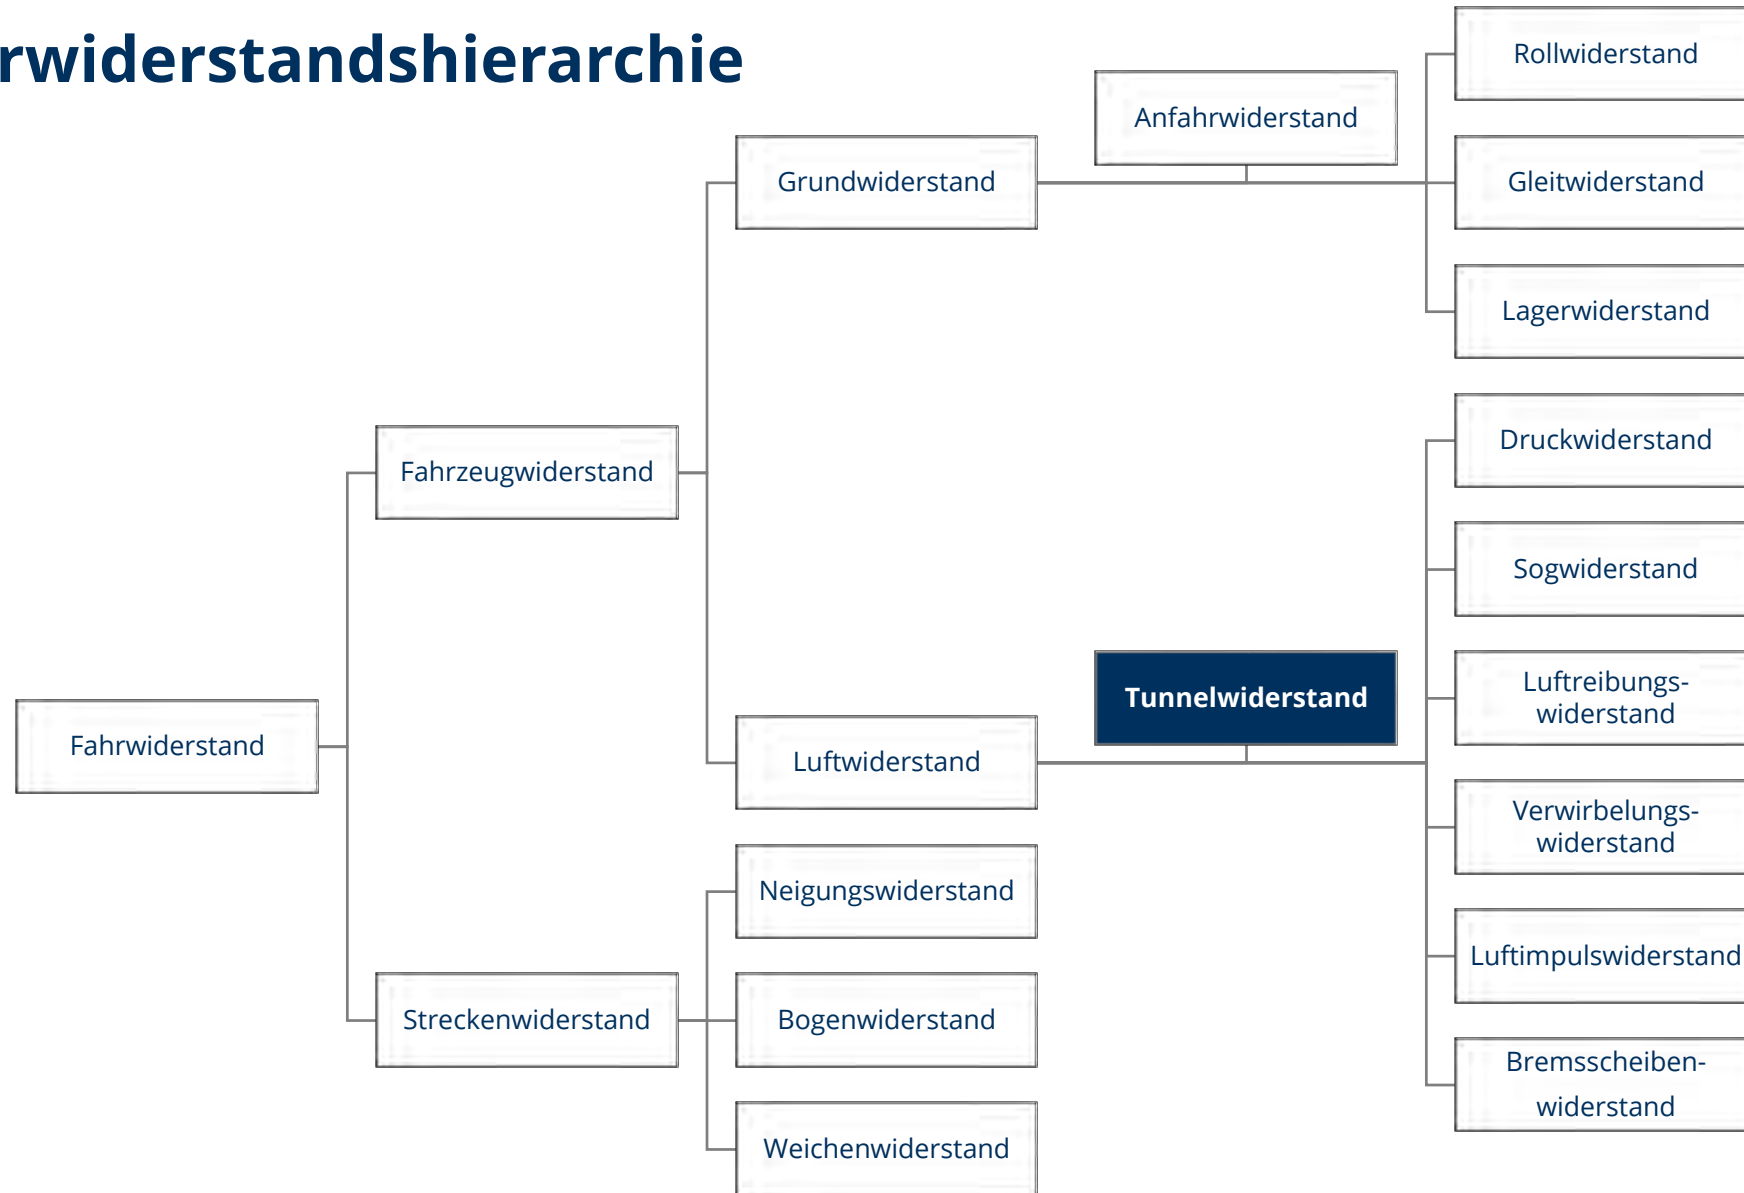 rwiderstandshierarchie
Rollwiderstand
Anfahrwiderstand
Grundwiderstand
Gleitwiderstand
Lagerwiderstand
Druckwiderstand
Fahrzeugwiderstand
Sogwiderstand
Tunnelwiderstand
Luftreibungs-
widerstand
Fahrwiderstand
Luftwiderstand
Verwirbelungs-
widerstand
Neigungswiderstand
Luftimpulswiderstand
Streckenwiderstand
Bogenwiderstand
Bremsscheiben-
widerstand
Weichenwiderstand